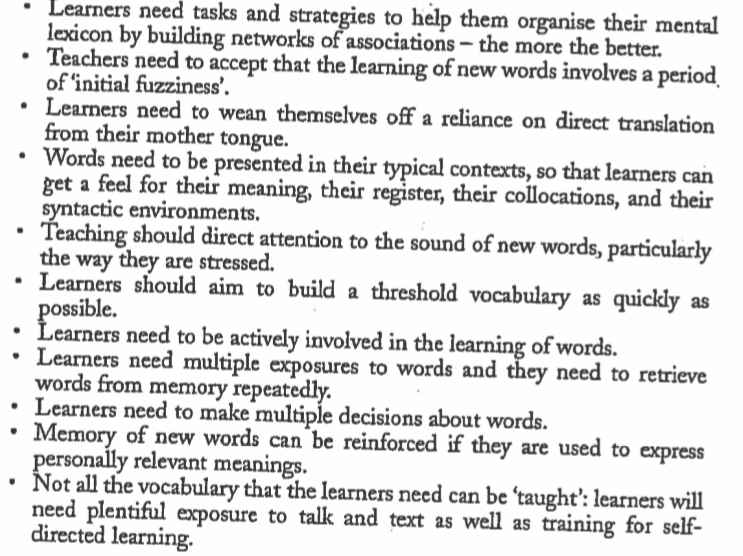 • Learners need tasks and strategies to help them organise their mental
lexicon by building networks of associations – the more the better.
• Teachers need to accept that the learning of new words involves a period
of ‘initial fuzziness’.
• Learners need to wean themselves off a reliance on direct translation
from their mother tongue.
• Words need to be presented in their typical contexts, so that learners can
get a feel for their meaning, their register, their collocations, and their
syntactic environments.
• Teaching should direct attention to the sound of new words, particularly
the way they are stressed.
• Learners should aim to build a threshold vocabulary as quickly as
possible.
• Learners need to be actively involved in the learning of words.
• Learners need multiple exposures to words and they need to retrieve
words from memory repeatedly.
• Learners need to make multiple decisions about words.
• Memory of new words can be reinforced if they are used to express
personally relevant meanings.
• Not all the vocabulary that the learners need can be ‘taught’: learners will
need plentiful exposure to talk and text as well as training for self-
directed learning.